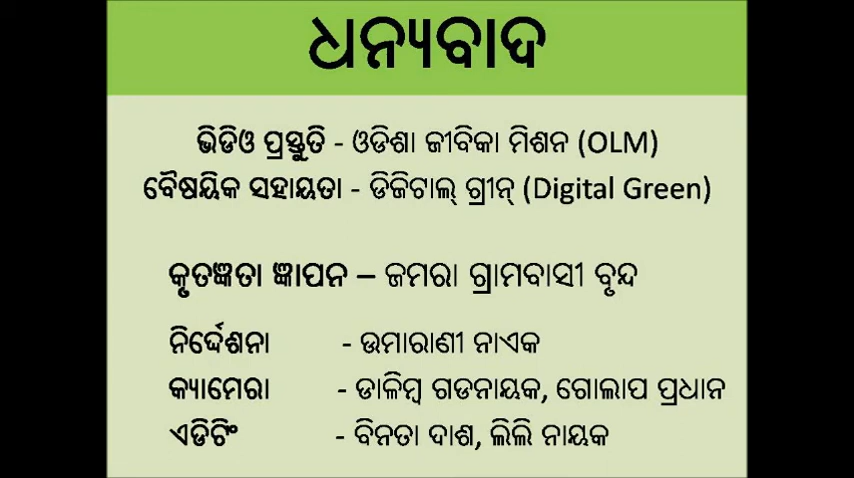 ଧନ୍ୟବାଦ
ଭିଡିଓ ପ୍ରସ୍ତୁତି - ଓଡିଶା ଜୀବିକା ମିଶନ (OLM)
ବୈଷୟିକ ସହାୟତା - ଡିଜିଟାଲ୍ ଗ୍ରୀନ୍ (Digital Green)
କୃତଜ୍ଞତା ଜ୍ଞାପନ – ଜମରା ଗ୍ରାମବାସୀ ବୃନ୍ଦ
ନିର୍ଦ୍ଦେଶନା - ଉମାରାଣୀ ନାଏକ
କ୍ୟାମେରା - ଡାଳିମ୍ବ ଗଡନାୟକ, ଗୋଲାପ ପ୍ରଧାନ
ଏଡିଟିଂ - ବିନତା ଦାଶ, ଲିଲି ନାୟକ